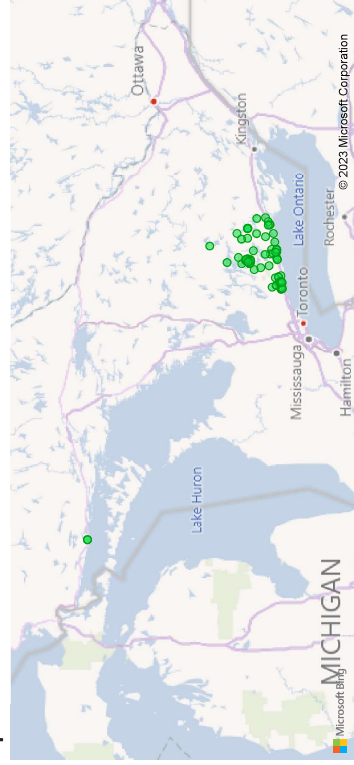 Ottawa
Kingston
Lake Ontario
Rochester
Toronto
Mississauga
Hamilton
Lake Huron
MICHIGAN
Microsoft Bing
© 2023 Microsoft Corporation